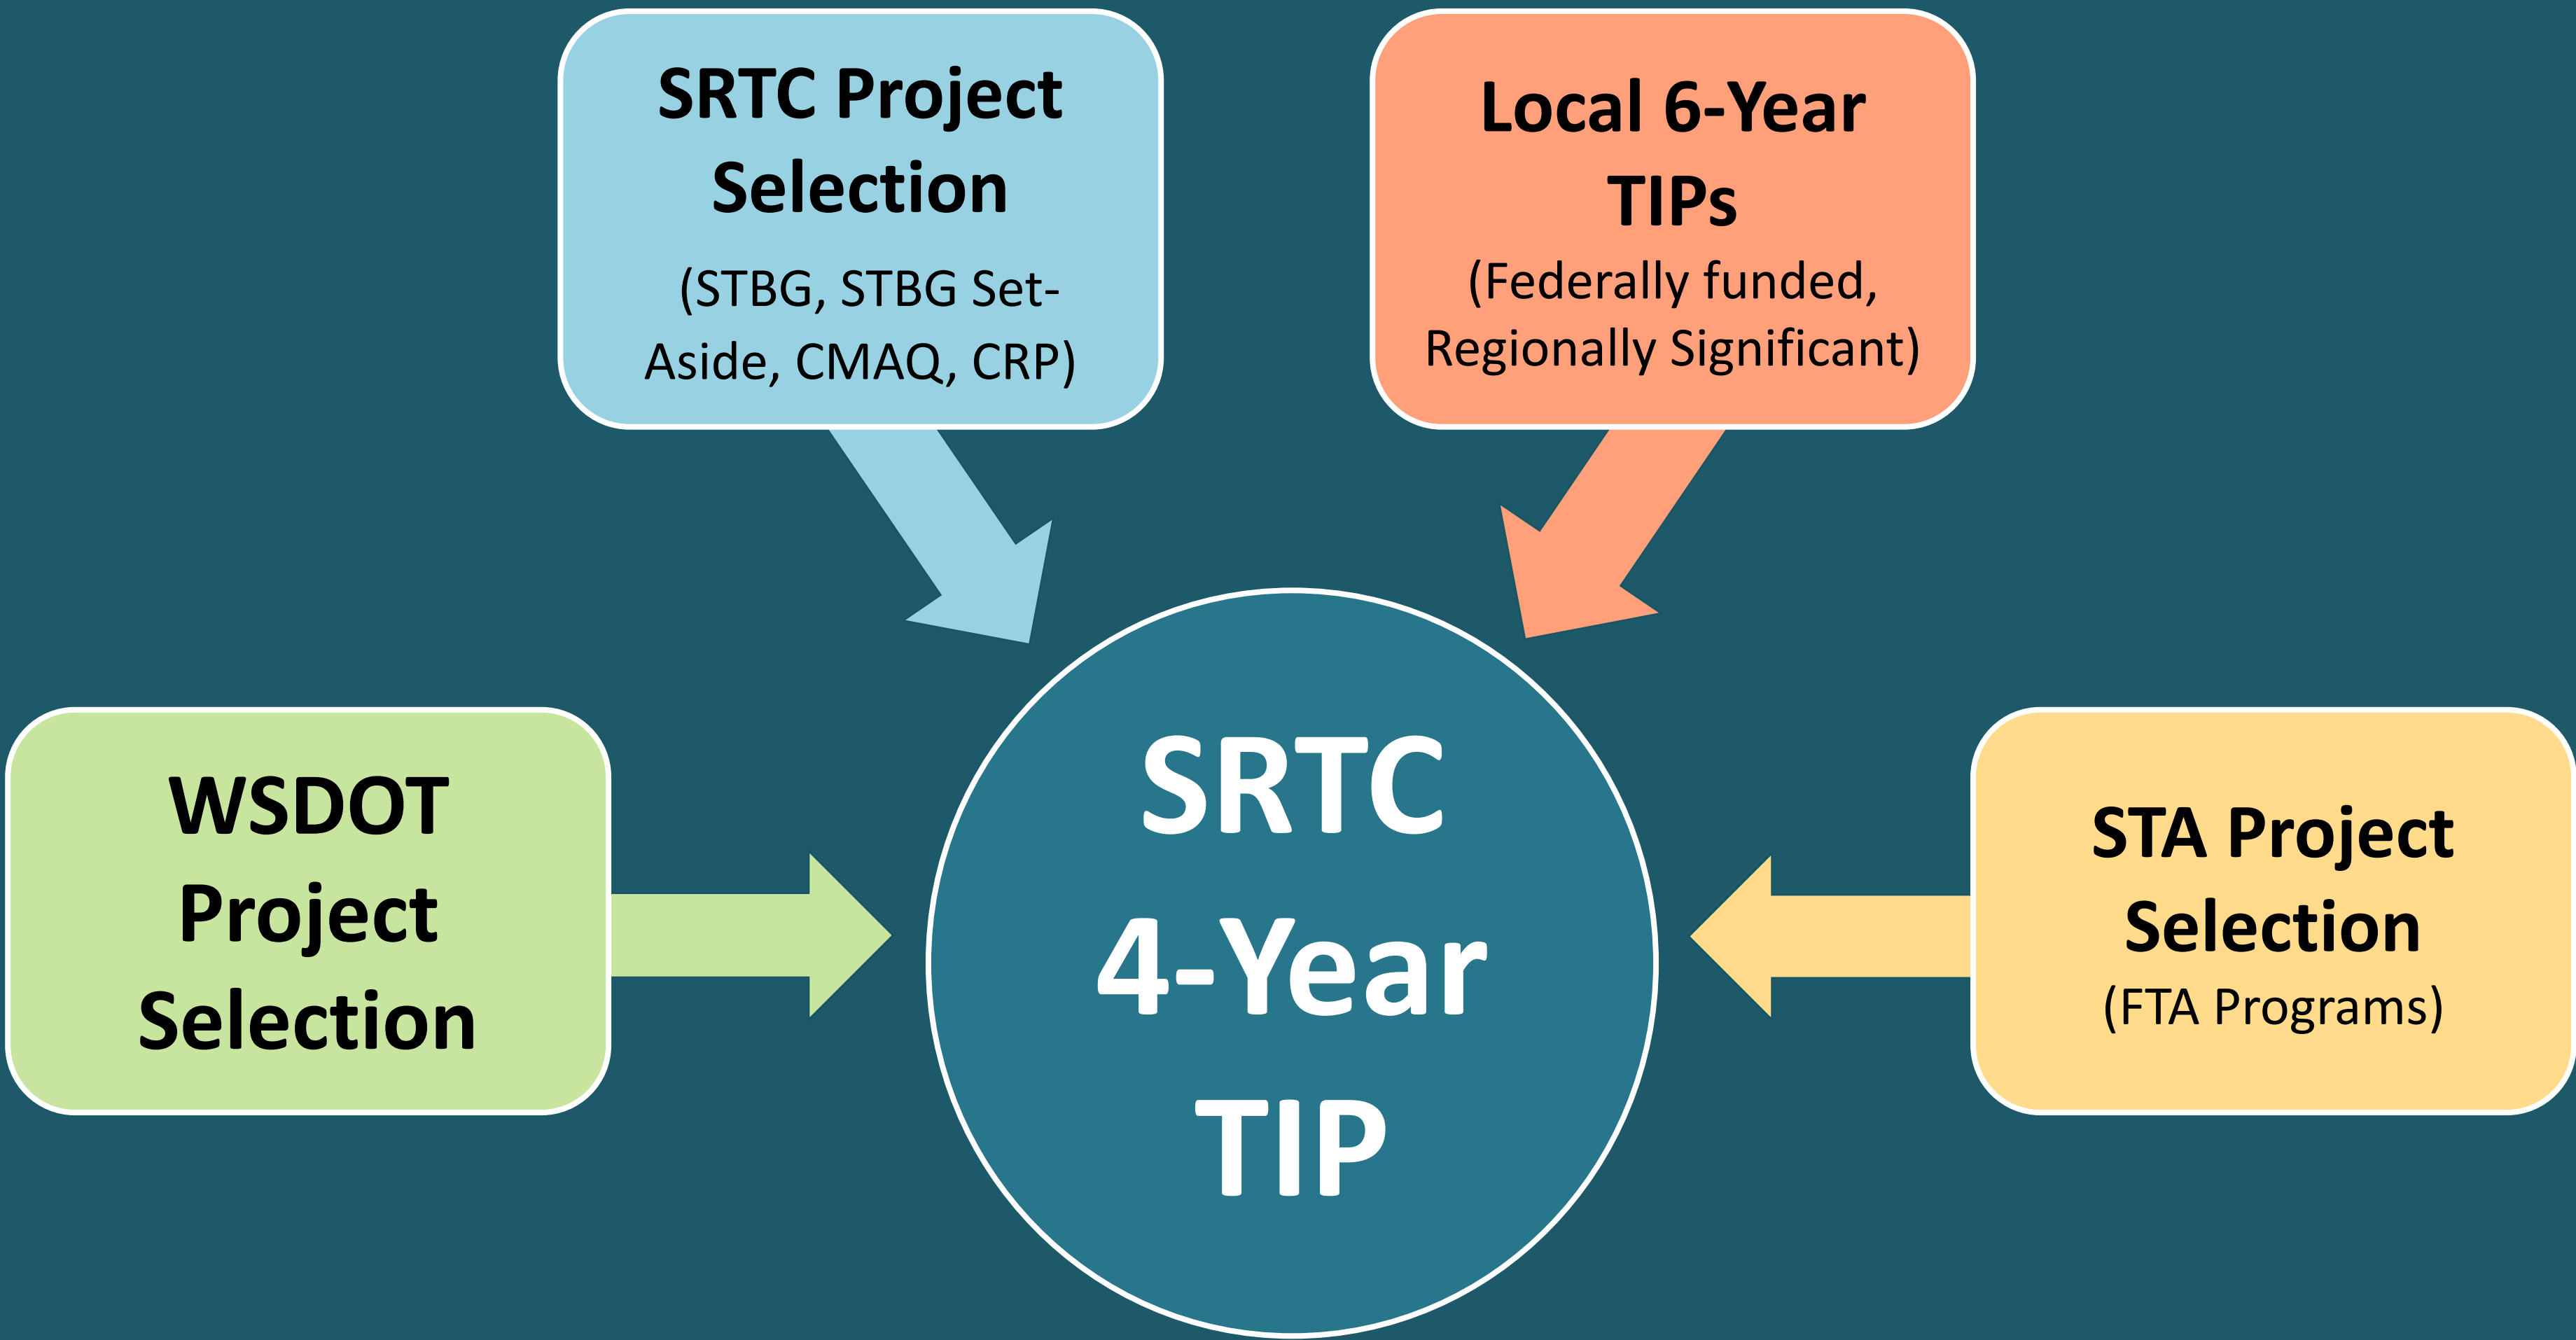 SRTC Project
Selection
(STBG, STBG Set-
Aside, CMAQ, CRP)
Local 6-Year
TIPs
(Federally funded,
Regionally Significant)
WSDOT
Project
Selection
SRTC
4-Year
TIP
STA Project
Selection
(FTA Programs)